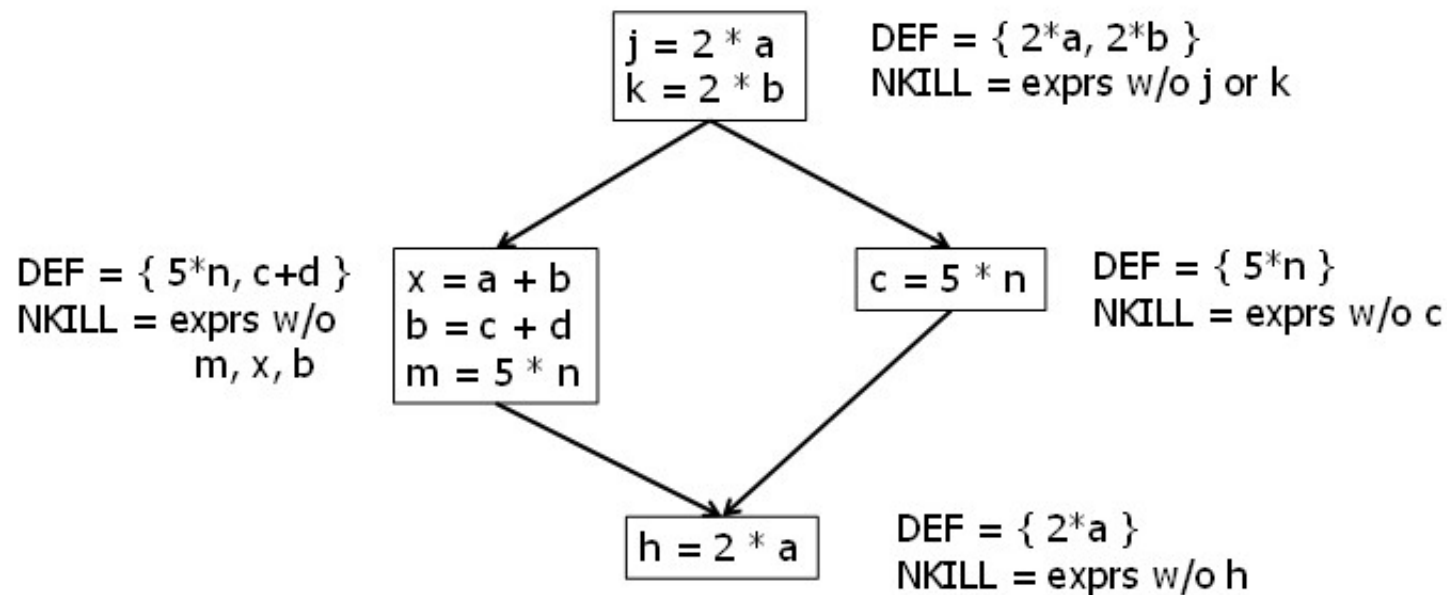 j = 2 * a
k = 2 * b
DEF = { 2*a, 2*b }
NKILL = exprs w/o j or k
DEF = { 5*n, c+d }
NKILL = exprs w/o
m, x, b
x = a + b
b = c + d
m = 5 * n
c = 5 * n
DEF = { 5*n }
NKILL = exprs w/o c
h = 2 * a
DEF = { 2*a }
NKILL = exprs w/o h